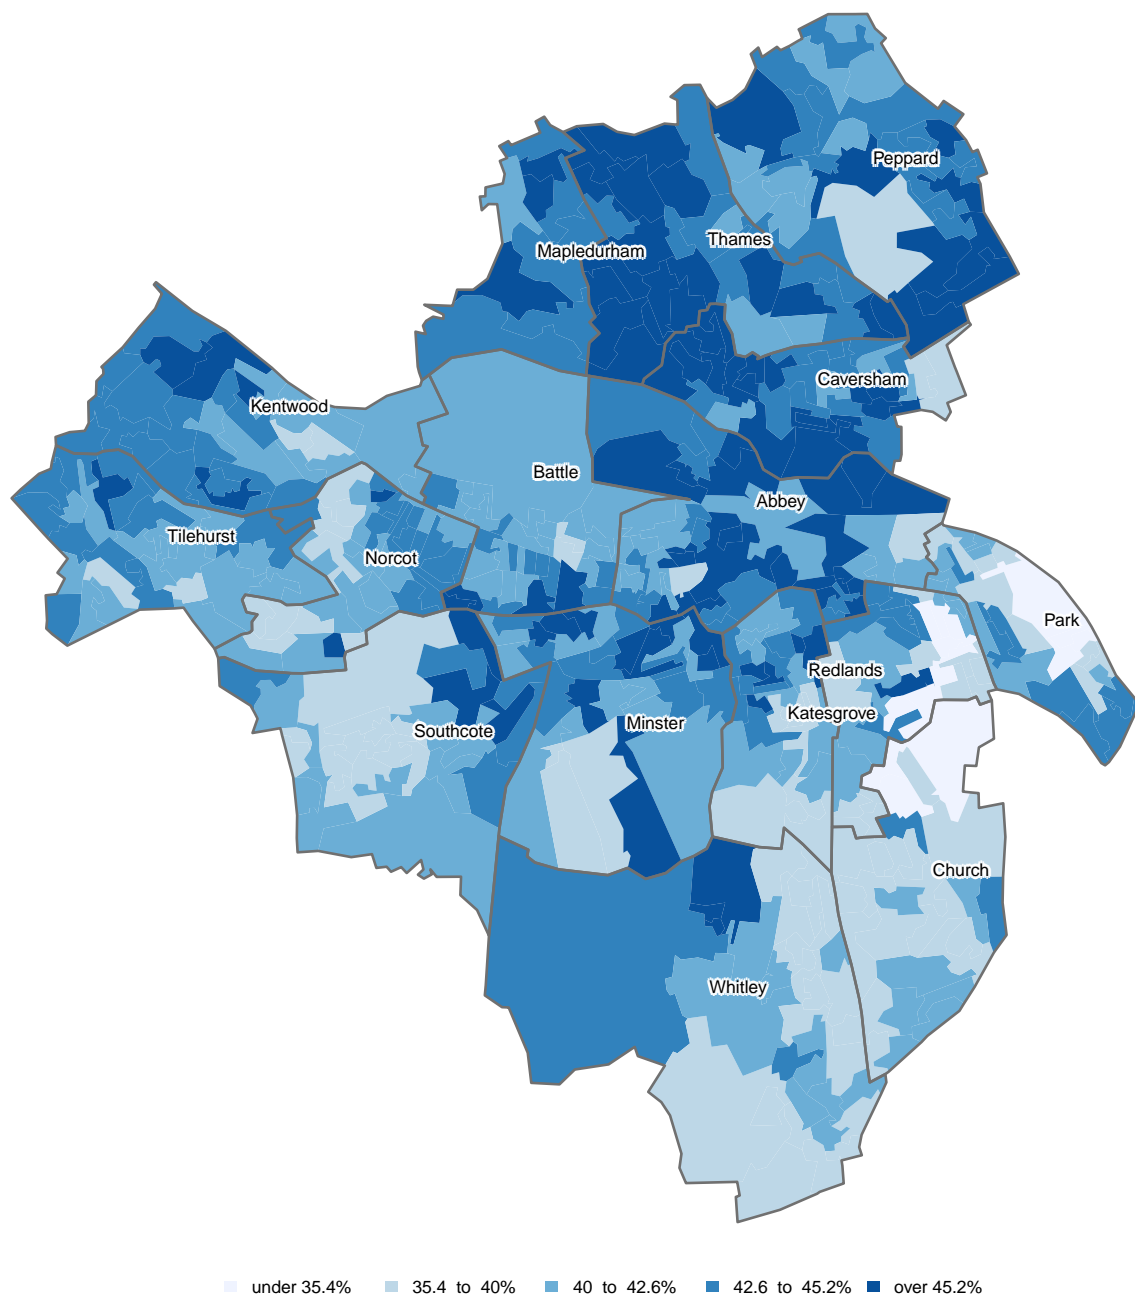 Peppard
Thames
Mapledurham
Caversham
Kentwood
Battle
Abbey
Tilehurst
Norcot
Park
Redlands
Katesgrove
Minster
Southcote
Church
Whitley
under 35.4% 35.4 to 40% 40 to 42.6% 42.6 to 45.2% over 45.2%